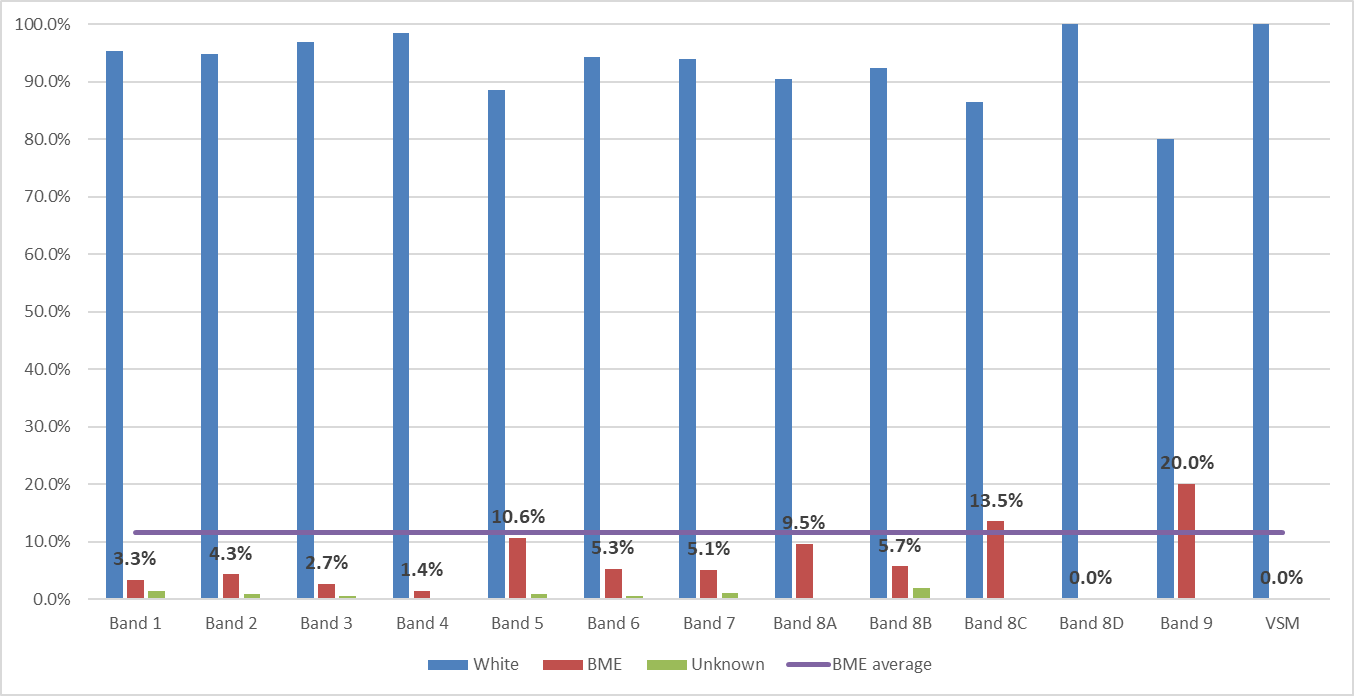 100.0%
90.0%
80.0%
70.0%
60.0%
50.0%
40.0%
30.0%
20.0%
10.0%
0.0%
3.3%
4.3%
2.7%
1.4%
10.6%
5.3%
5.1%
9.5%
5.7%
13.5%
0.0%
20.0%
0.0%
Band 1
Band 2
Band 3
Band 4
Band 5
Band 6
Band 7
Band 8A
Band 8B
Band 8C
Band 8D
Band 9
VSM
White
BME
Unknown
BME average